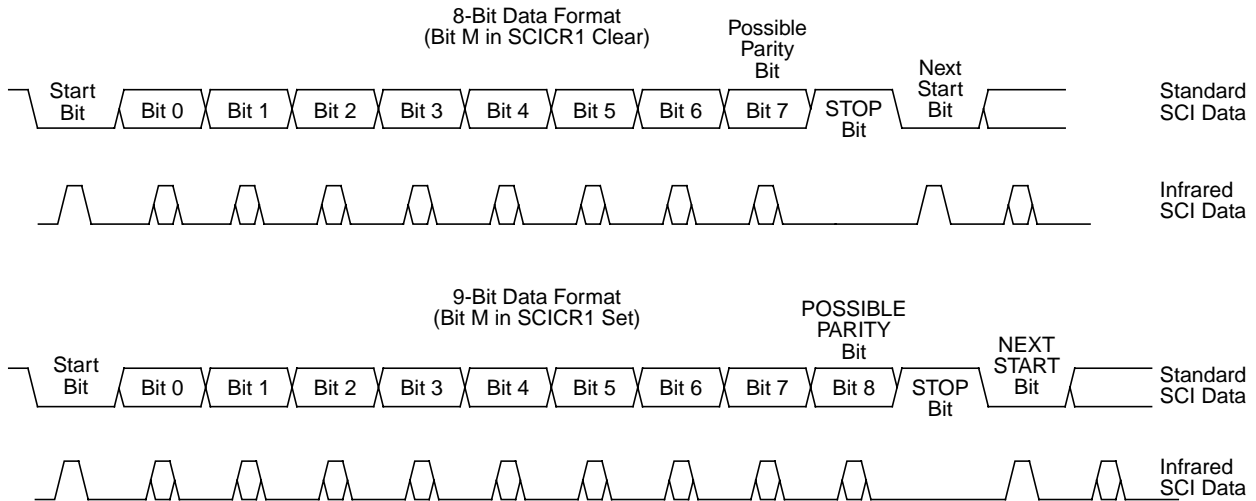 8-Bit Data Format
(Bit M in SCICR1 Clear)
Possible
Parity
Bit
Start
Bit
Bit 0
Bit 1
Bit 2
Bit 3
Bit 4
Bit 5
Bit 6
Bit 7
STOP
Bit
Next
Start
Bit
Standard
SCI Data
Infrared
SCI Data
9-Bit Data Format
(Bit M in SCICR1 Set)
POSSIBLE
PARITY
Bit
Start
Bit
Bit 0
Bit 1
Bit 2
Bit 3
Bit 4
Bit 5
Bit 6
Bit 7
Bit 8
STOP
Bit
NEXT
START
Bit
Standard
SCI Data
Infrared
SCI Data